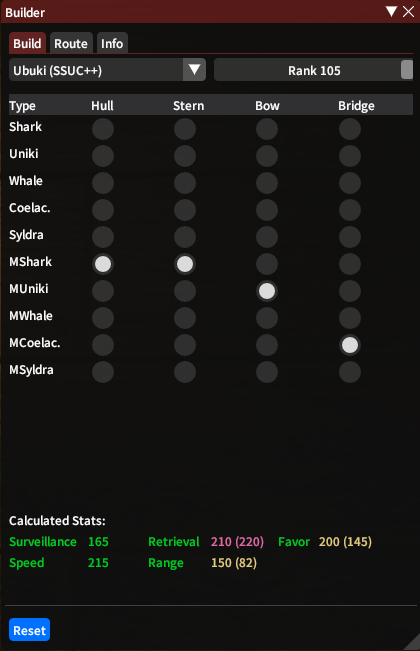 Builder
Build Route Info
Ubuki (SSUC++) Rank 105
Type Hull Stern Bow Bridge
Shark
Uniki
Whale
Coelac.
Syldra
MShark
MUniki
MWhale
MCoelac.
MSyldra
Calculated Stats:
Surveillance 165 Retrieval 210 (220) Favor 200 (145)
Speed 215 Range 150 (82)
Reset